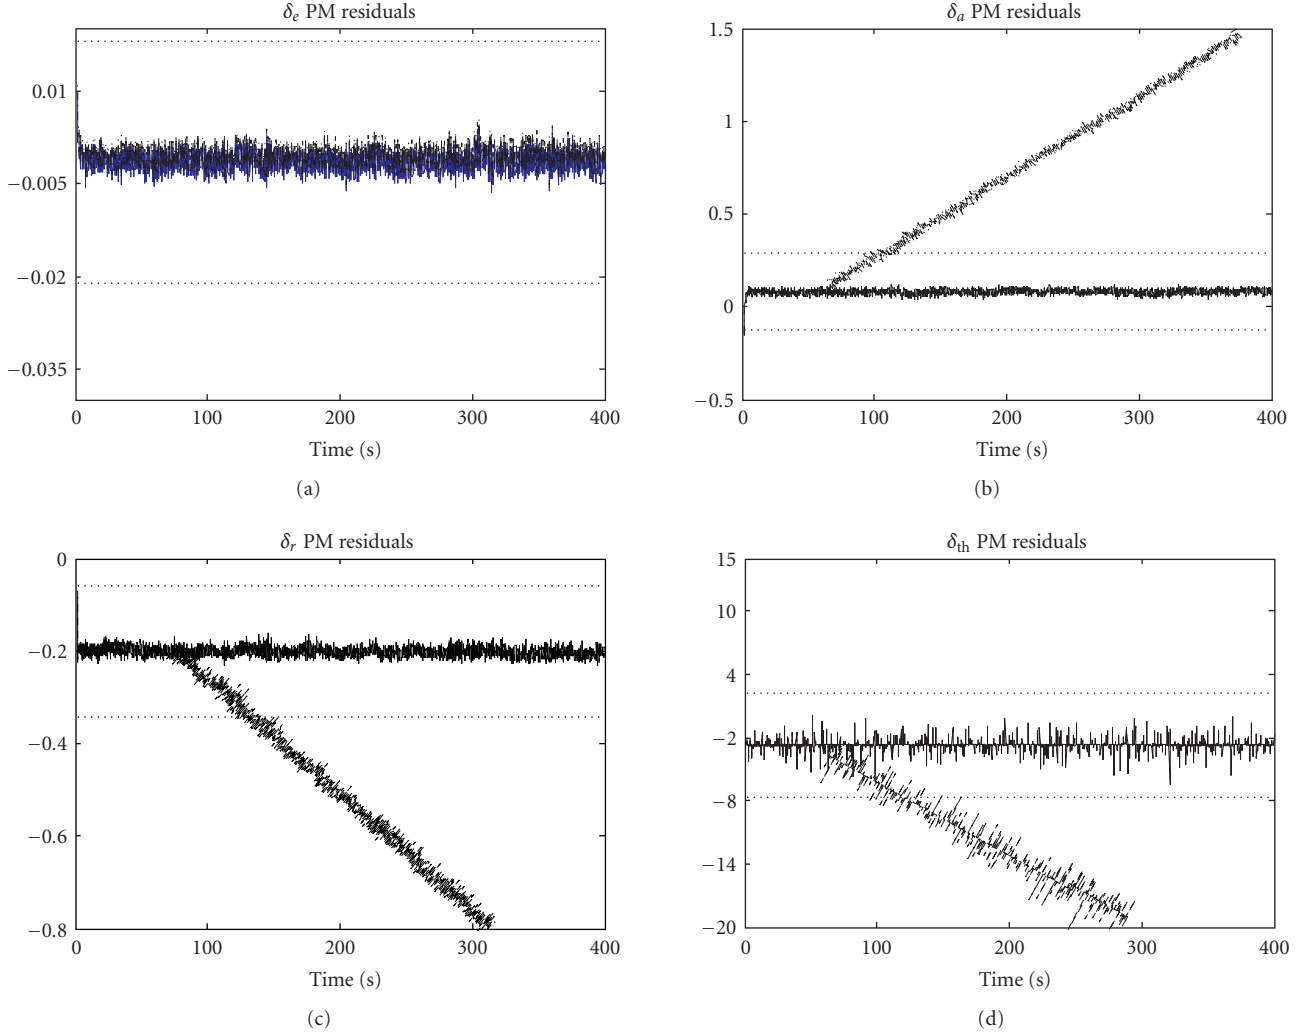 δe PM residuals
0.01
−0.005
−0.02
−0.035
0 100 200 300 400
Time (s)
(a)
δa PM residuals
1.5
1
0.5
0
−0.5
0 100 200 300 400
Time (s)
(b)
δr PM residuals
0
−0.2
−0.4
−0.6
−0.8
0 100 200 300 400
Time (s)
(c)
δth PM residuals
15
10
4
−2
−8
−14
−20
0 100 200 300 400
Time (s)
(d)